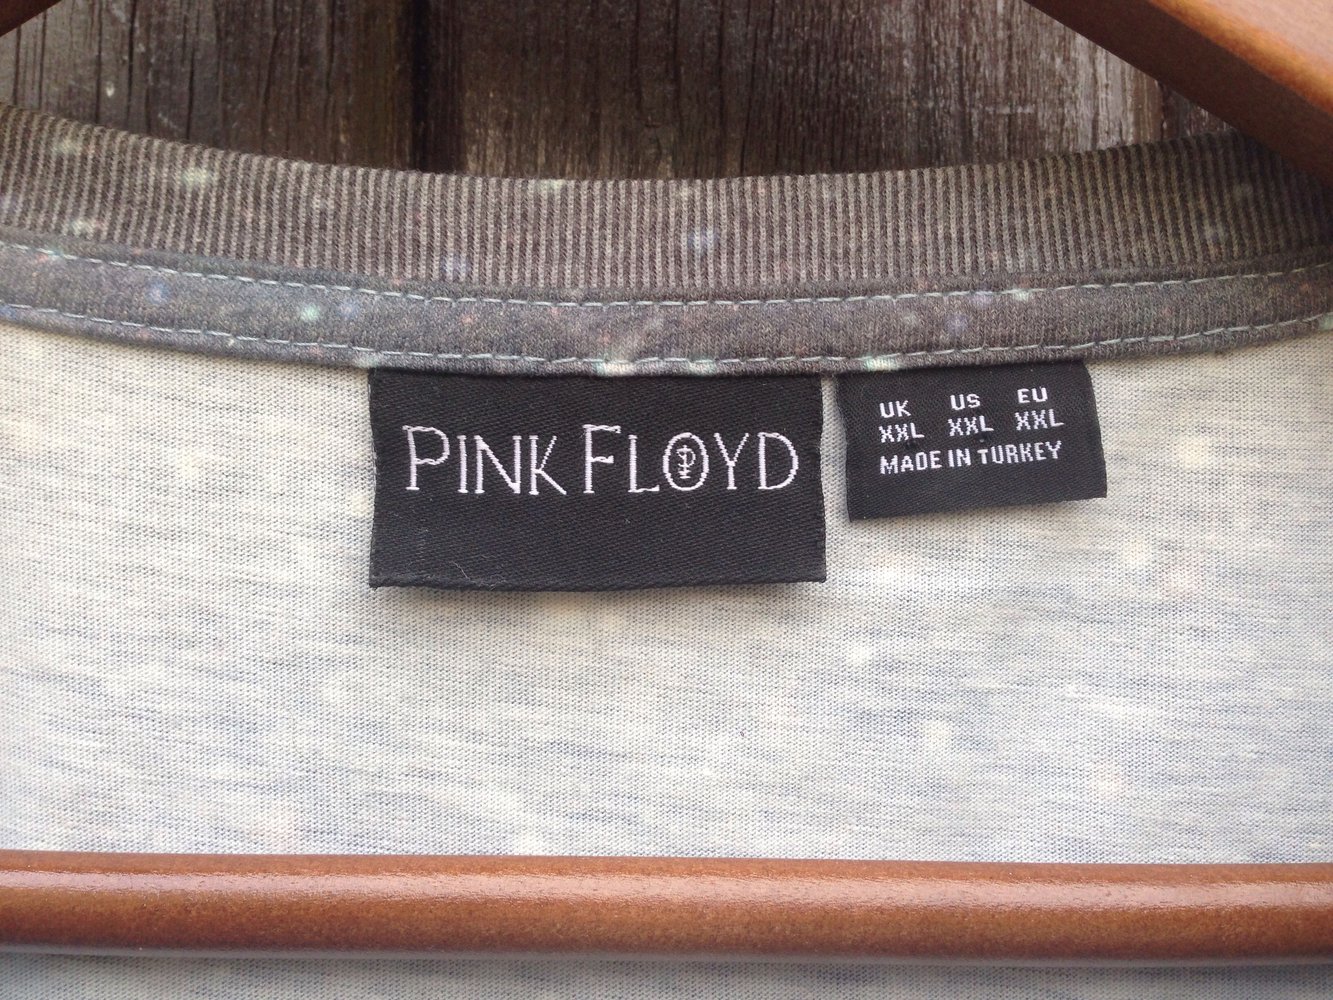 PINK FLOYD
UK US EU
XXL XXL XXL
MADE IN TURKEY